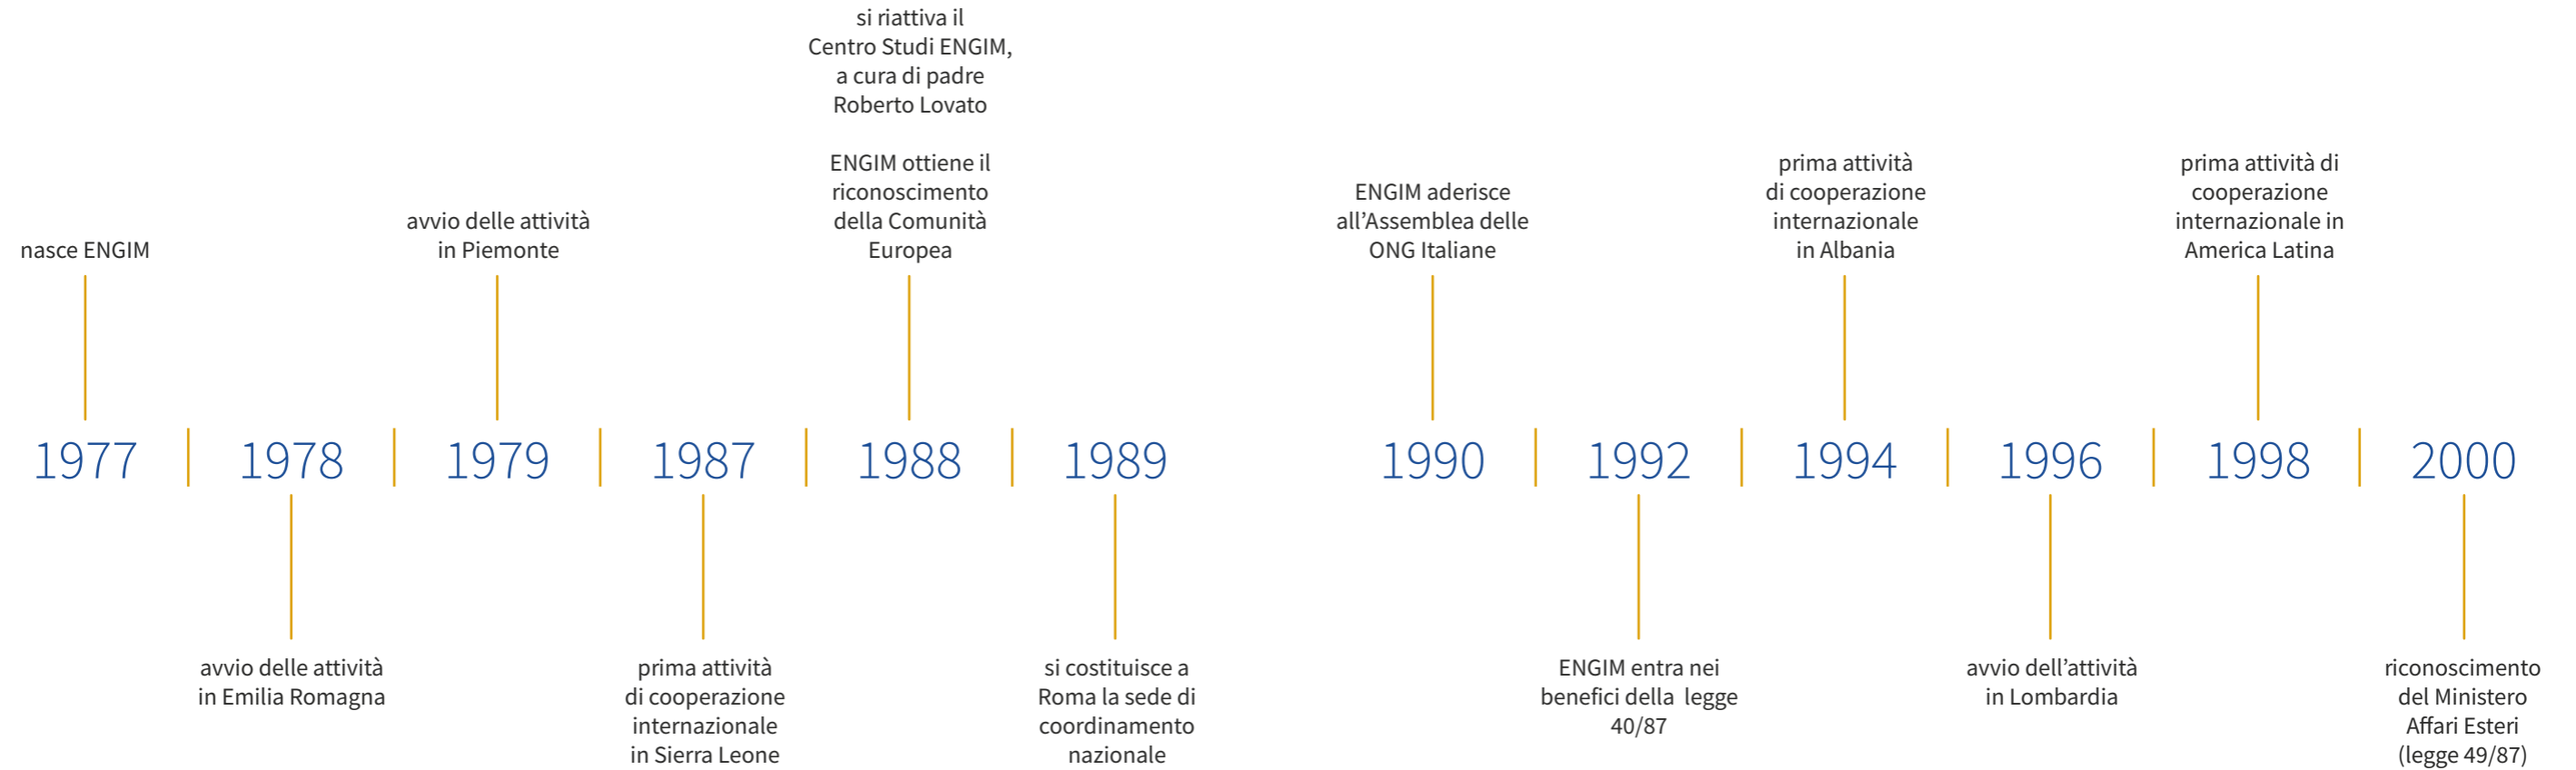 nasce ENGIM
1977
1978
avvio delle attività
in Emilia Romagna
avvio delle attività
in Piemonte
1979
1987
prima attività
di cooperazione
internazionale
in Sierra Leone
si riattiva il
Centro Studi ENGIM,
a cura di padre
Roberto Lovato
ENGIM ottiene il
riconoscimento
della Comunità
Europea
1988
1989
si costituisce a
Roma la sede di
coordinamento
nazionale
ENGIM aderisce
all’Assemblea delle
ONG Italiane
1990
1992
ENGIM entra nei
benefici della  legge
40/87
prima attività
di cooperazione
internazionale
in Albania
1994
1996
avvio dell’attività
in Lombardia
prima attività di
cooperazione
internazionale in
America Latina
1998
2000
riconoscimento
del Ministero
Affari Esteri
(legge 49/87)